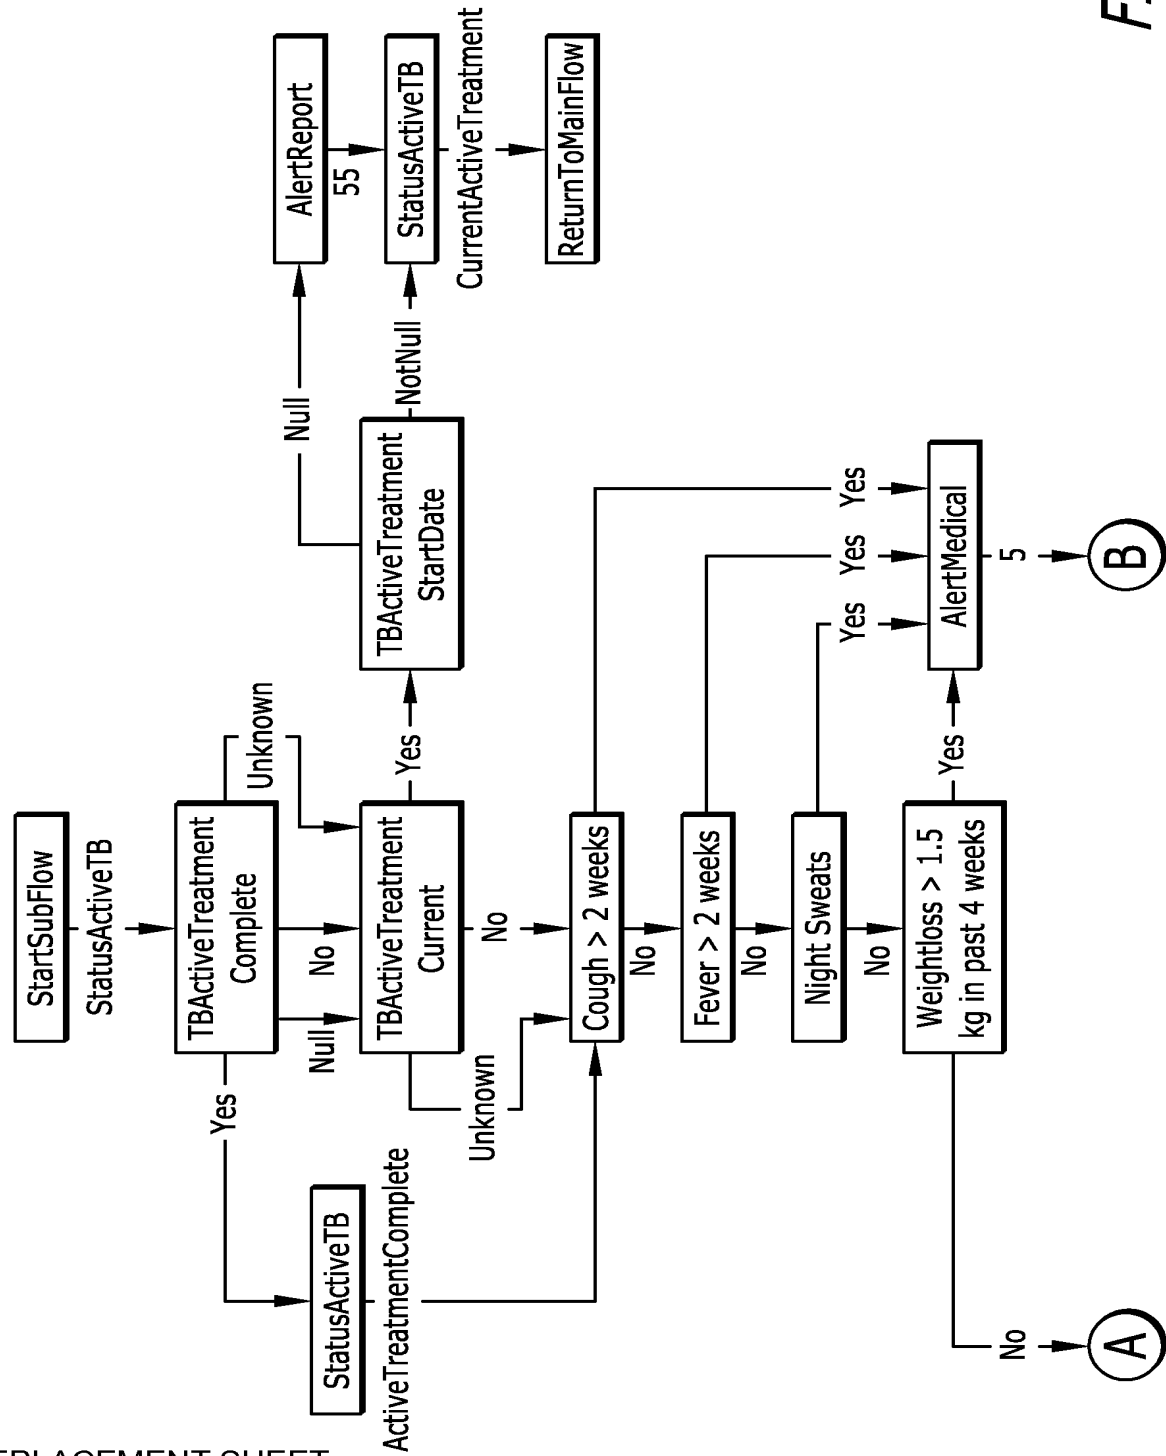 StartSubFlow
StatusActiveTB
TBActiveTreatment
Complete
Yes
Null
No
Unknown
StatusActiveTB
ActiveTreatmentComplete
TBActiveTreatment
Current
Yes
Unknown
No
TBActiveTreatment
StartDate
Null
NotNull
AlertReport
55
StatusActiveTB
CurrentActiveTreatment
ReturnToMainFlow
Cough > 2 weeks
No
Yes
Fever > 2 weeks
No
Yes
Night Sweats
No
Yes
Weightloss > 1.5
kg in past 4 weeks
Yes
No
AlertMedical
5
A
B